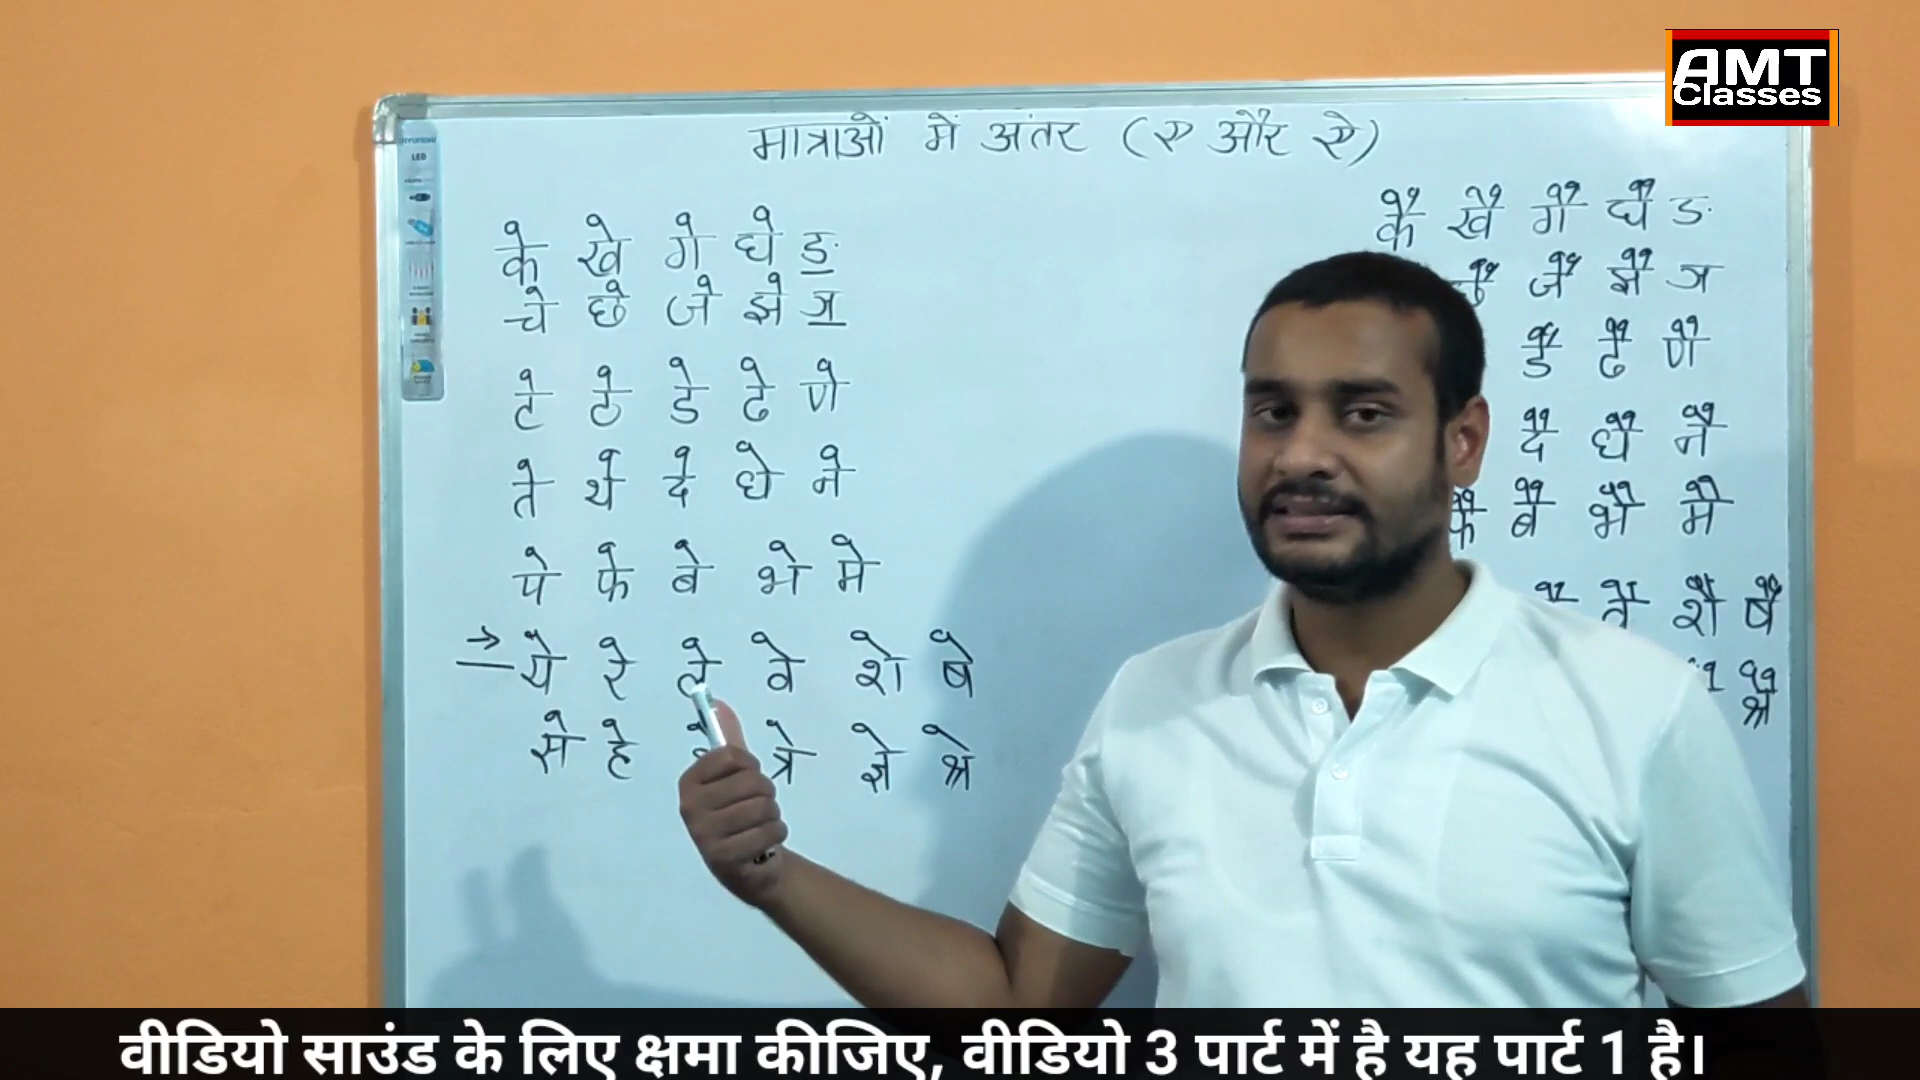 AMT
Classes
मात्राओं में अंतर (ए और ऐ)
के खे गे घे ङ
चे छे जे झे ञ
टे ठे डे ढे णे
ते थे दे धे ने
पे फे बे भे मे
→ ये रे ले वे शे षे
से हे त्रे ज्ञे श्रे
कै खै गै घै ङ
छै जै झै ञ
डै ढै णै
दै धै नै
फै बै भै मै
वै शै षै
श्रै
वीडियो साउंड के लिए क्षमा कीजिए, वीडियो 3 पार्ट में है यह पार्ट 1 है।